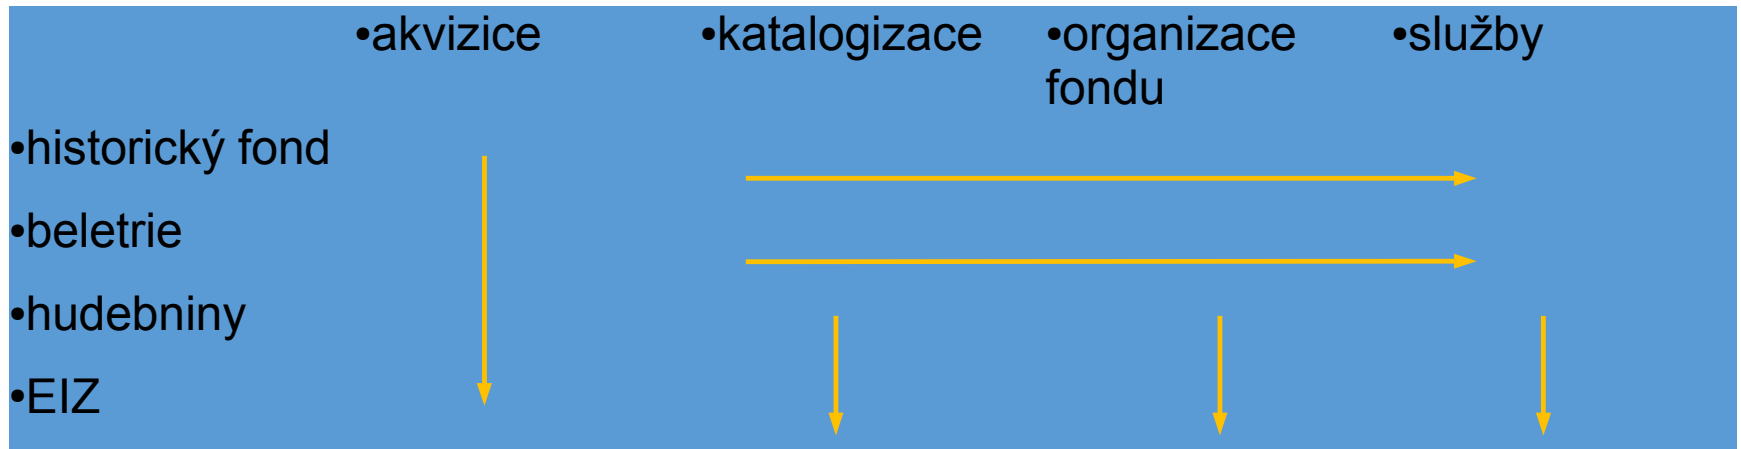 •akvizice •katalogizace •organizace fondu •služby
•historický fond
•beletrie
•hudebniny
•EIZ